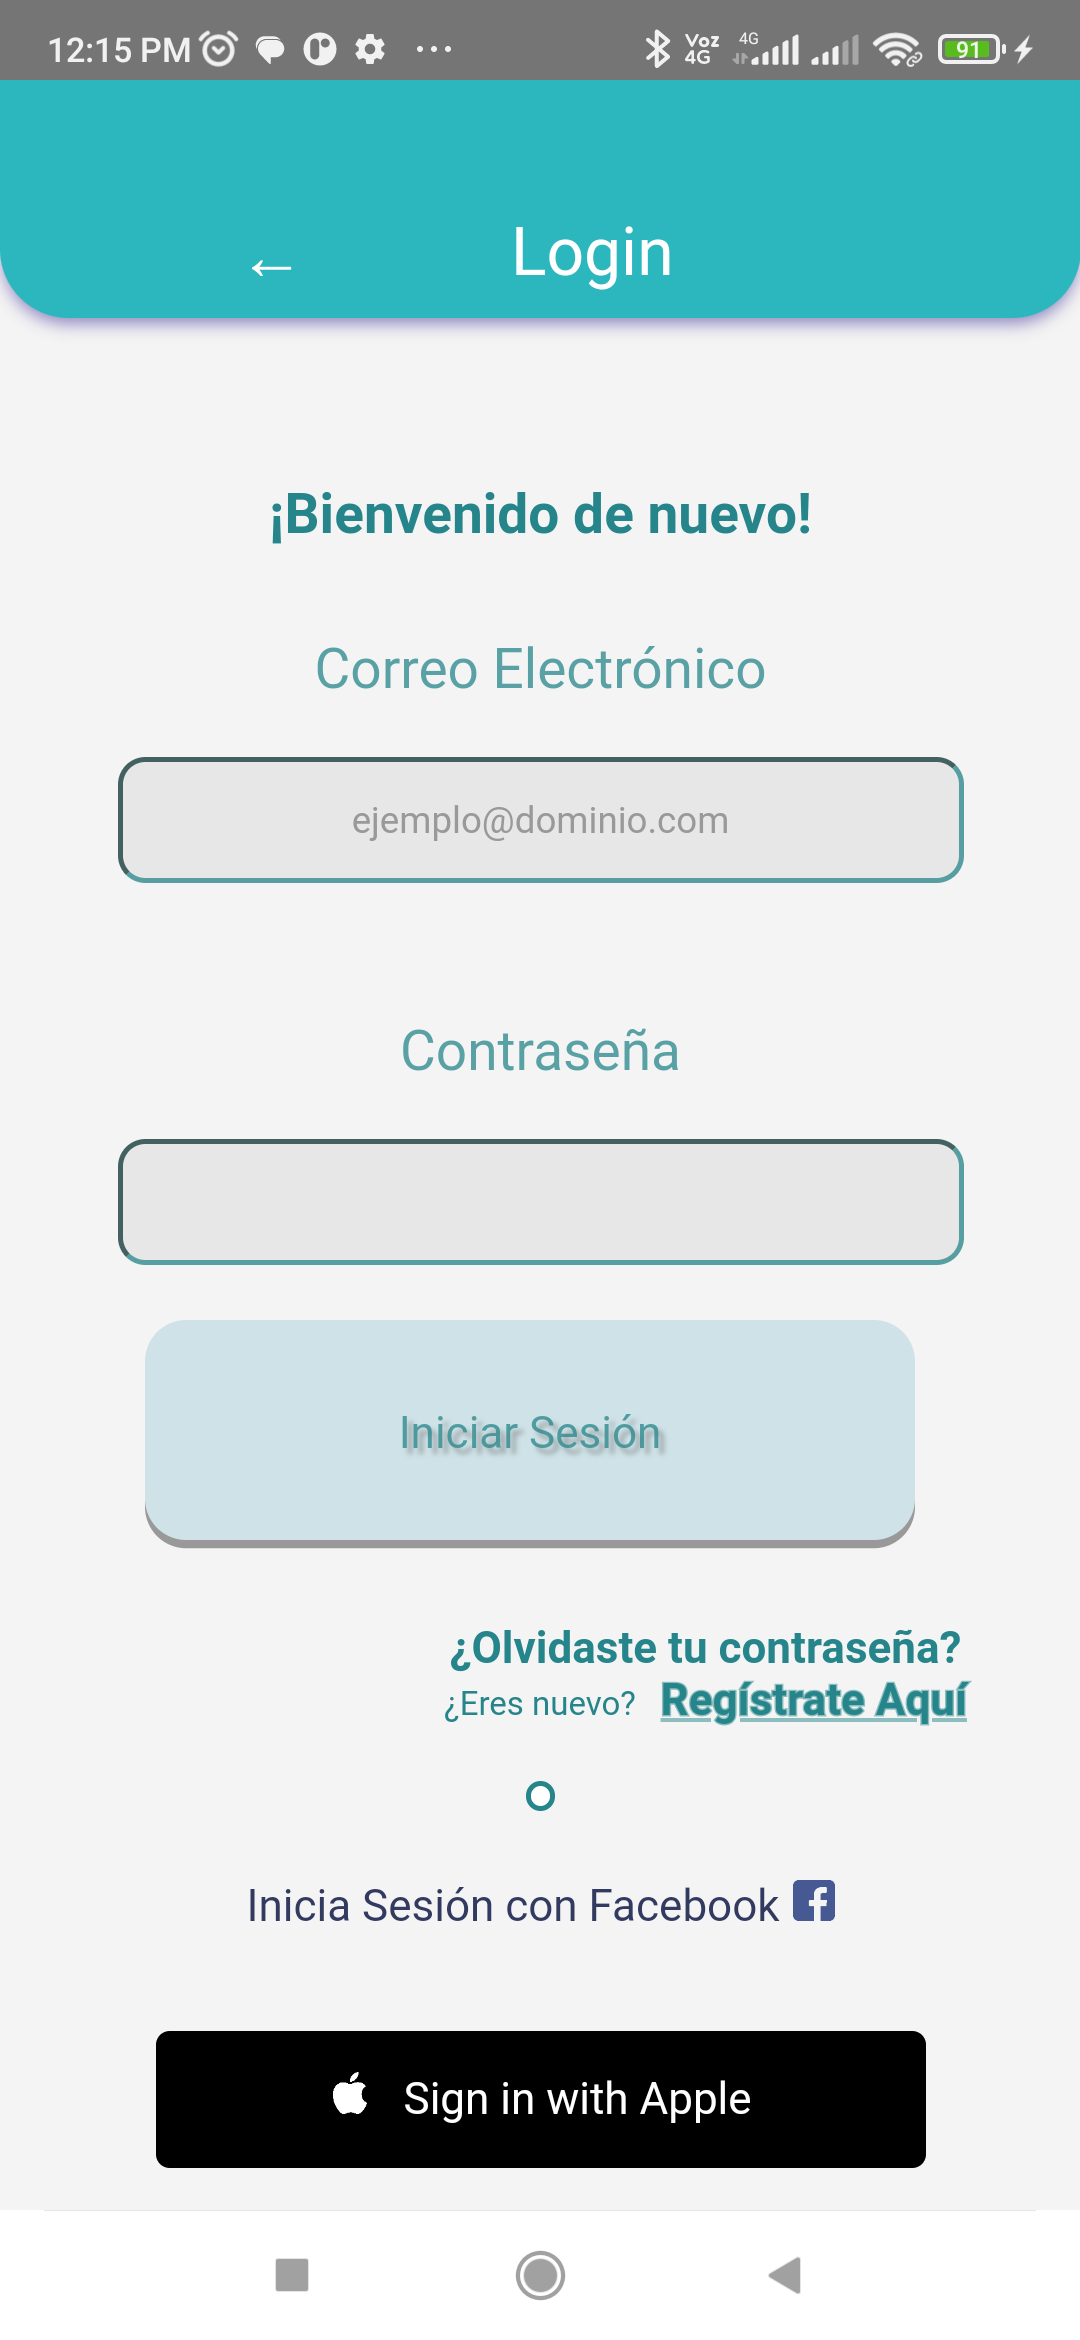 12:15 PM
Voz 4G
4G
91
← Login
¡Bienvenido de nuevo!
Correo Electrónico
ejemplo@dominio.com
Contraseña
Iniciar Sesión
¿Olvidaste tu contraseña?
¿Eres nuevo? Regístrate Aquí
o
Inicia Sesión con Facebook
Sign in with Apple